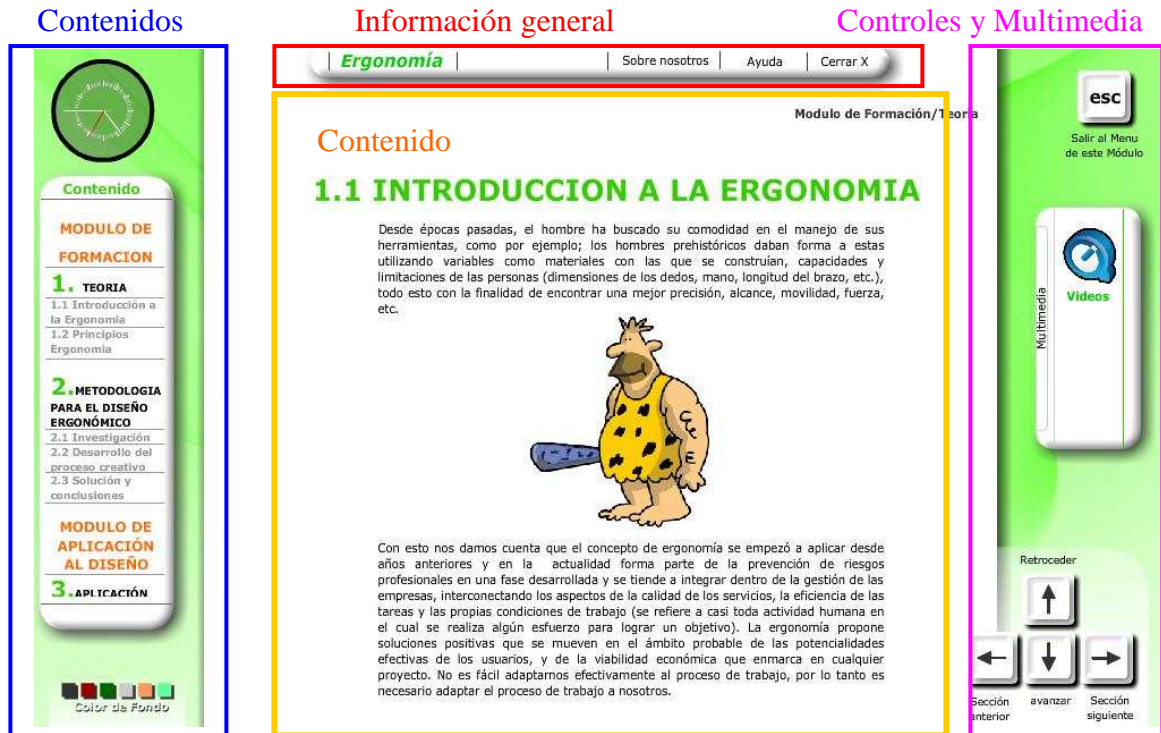 Contenidos
Información general
Controles y Multimedia
Ergonomía
Sobre nosotros
Ayuda
Cerrar X
Contenido
MODULO DE
FORMACION
1. TEORIA
1.1 Introducción a
la Ergonomia
1.2 Principios
Ergonomia
2. METODOLOGIA
PARA EL DISEÑO
ERGONÓMICO
2.1 Investigación
2.2 Desarrollo del
proceso creativo
2.3 Solución y
conclusiones
MODULO DE
APLICACIÓN
AL DISEÑO
3. APLICACIÓN
Color de Fondo
Modulo de Formación/Teoria
Contenido
1.1 INTRODUCCION A LA ERGONOMIA
Desde épocas pasadas, el hombre ha buscado su comodidad en el manejo de sus
herramientas, como por ejemplo; los hombres prehistóricos daban forma a estas
utilizando variables como materiales con las que se construían, capacidades y
limitaciones de las personas (dimensiones de los dedos, mano, longitud del brazo, etc.),
todo esto con la finalidad de encontrar una mejor precisión, alcance, movilidad, fuerza,
etc.
Con esto nos damos cuenta que el concepto de ergonomía se empezó a aplicar desde
años anteriores y en la actualidad forma parte de la prevención de riesgos
profesionales en una fase desarrollada y se tiende a integrar dentro de la gestión de las
empresas, interconectando los aspectos de la calidad de los servicios, la eficiencia de las
tareas y las propias condiciones de trabajo (se refiere a casi toda actividad humana en
el cual se realiza algún esfuerzo para lograr un objetivo). La ergonomía propone
soluciones positivas que se mueven en el ámbito probable de las potencialidades
efectivas de los usuarios, y de la viabilidad económica que enmarca en cualquier
proyecto. No es fácil adaptarnos efectivamente al proceso de trabajo, por lo tanto es
necesario adaptar el proceso de trabajo a nosotros.
esc
Salir al Menu
de este Módulo
Multimedia
Videos
Retroceder
Sección
anterior
avanzar
Sección
siguiente